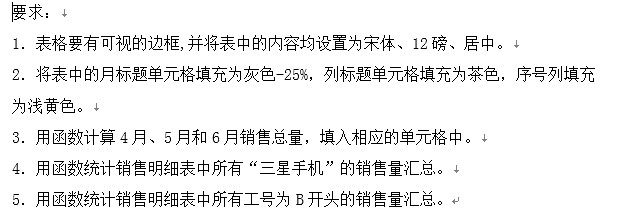 要求：
1. 表格要有可视的边框,并将表中的内容均设置为宋体、12磅、居中。
2. 将表中的月标题单元格填充为灰色-25%，列标题单元格填充为茶色，序号列填充
为浅黄色。
3. 用函数计算4月、5月和6月销售总量，填入相应的单元格中。
4. 用函数统计销售明细表中所有“三星手机”的销售量汇总。
5. 用函数统计销售明细表中所有工号为B开头的销售量汇总。